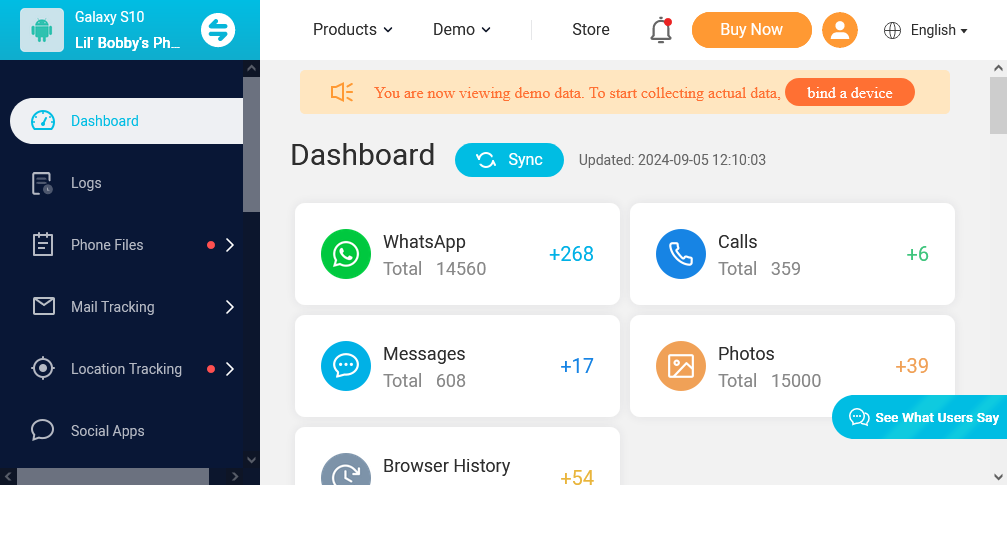 Galaxy S10
Lil' Bobby's Ph...
Products
Demo
Store
Buy Now
English
Dashboard
Logs
Phone Files
Mail Tracking
Location Tracking
Social Apps
You are now viewing demo data. To start collecting actual data, bind a device
Dashboard
Sync
Updated: 2024-09-05 12:10:03
WhatsApp
Total 14560
+268
Calls
Total 359
+6
Messages
Total 608
+17
Photos
Total 15000
+39
See What Users Say
Browser History
+54